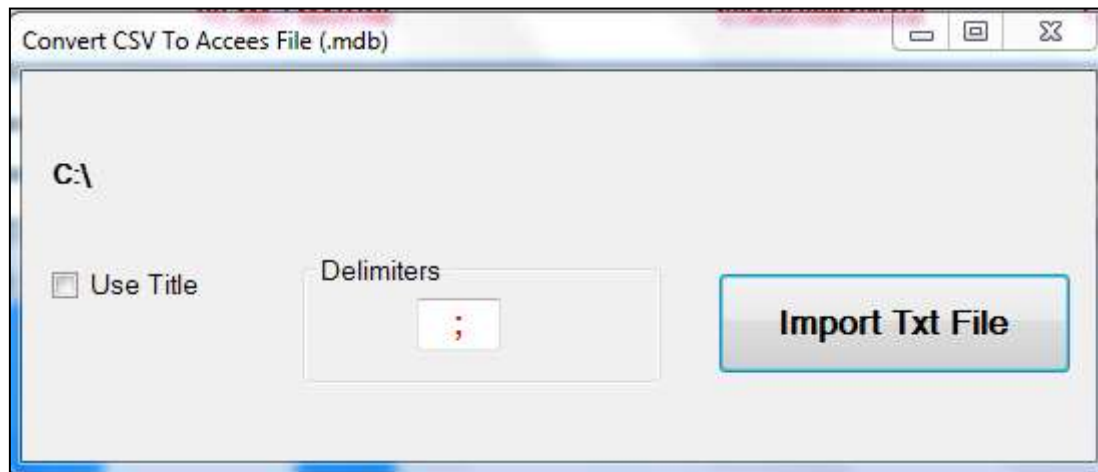 Convert CSV To Accees File (.mdb)
C:\
Use Title
Delimiters
;
Import Txt File